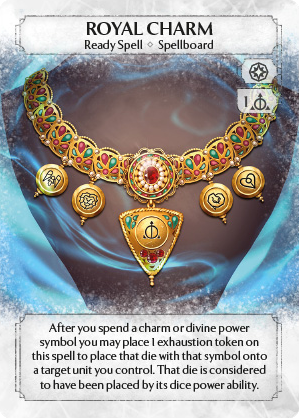 ROYAL CHARM
Ready Spell ◇ Spellboard
1
After you spend a charm or divine power
symbol you may place 1 exhaustion token on
this spell to place that die with that symbol onto
a target unit you control. That die is considered
to have been placed by its dice power ability.